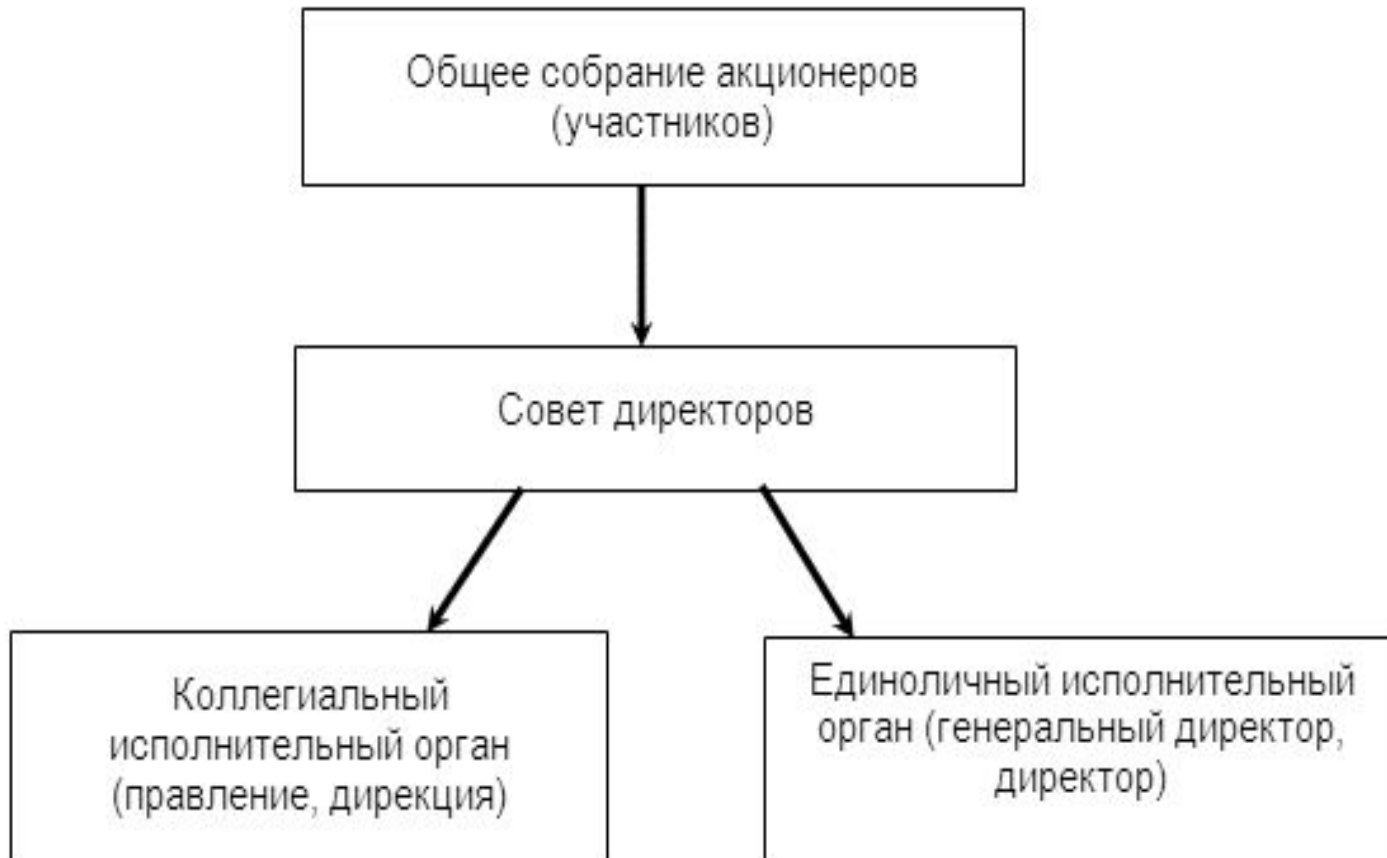 Общее собрание акционеров
(участников)
Совет директоров
Коллегиальный
исполнительный орган
(правление, дирекция)
Единоличный исполнительный
орган (генеральный директор,
директор)